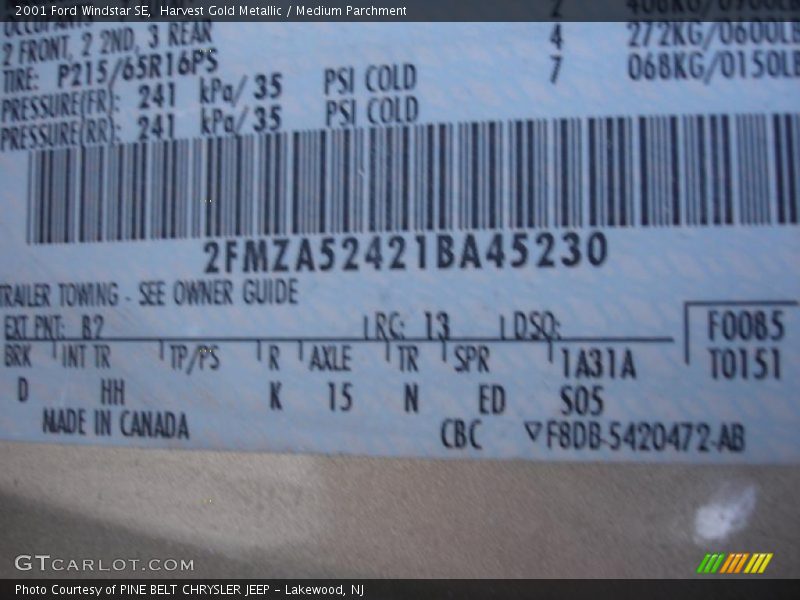 2001 Ford Windstar SE, Harvest Gold Metallic / Medium Parchment
2 FRONT, 2 2ND, 3 REAR
4 272KG/0600LB
TIRE: P215/65R16PS
7 068KG/0150LB
PRESSURE(FR): 241 kPa/ 35 PSI COLD
PRESSURE(RR): 241 kPa/ 35 PSI COLD
2FMZA52421BA45230
TRAILER TOWING - SEE OWNER GUIDE
EXT PNT: B2 RC: 13 DSO: F0085
BRK INT TR TP/PS R AXLE TR SPR 1A31A T0151
D HH K 15 N ED S05
MADE IN CANADA
CBC ▽F8DB-5420472-AB
GTCARLOT.COM
Photo Courtesy of PINE BELT CHRYSLER JEEP - Lakewood, NJ